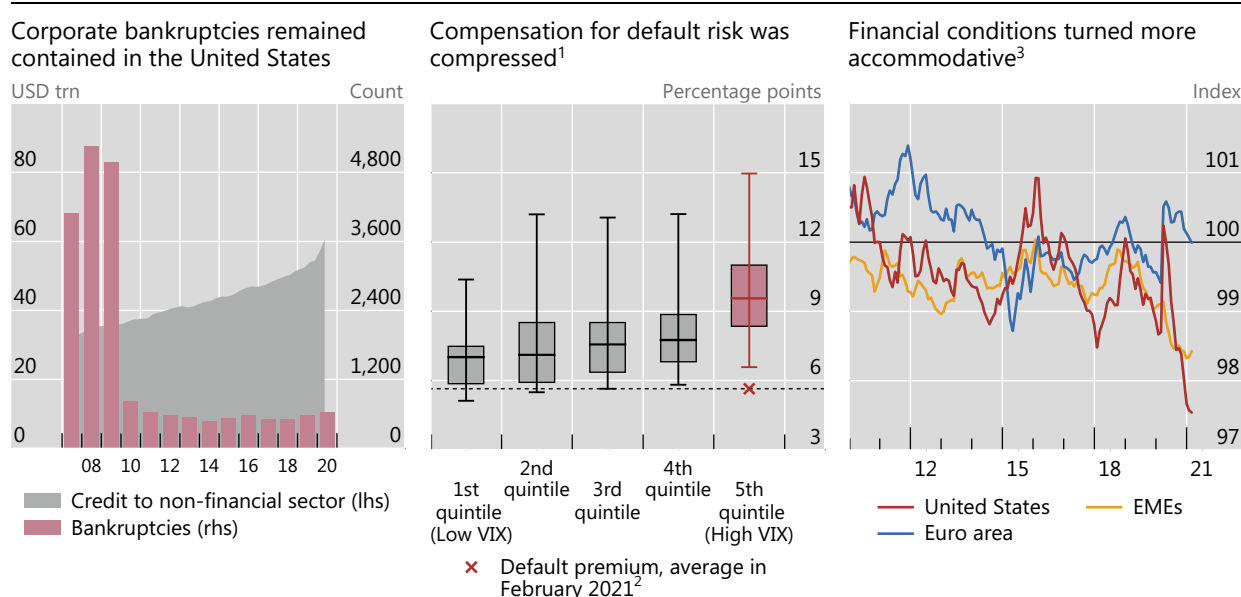 Corporate bankruptcies remained
contained in the United States
USD trn Count
80 4,800
60 3,600
40 2,400
20 1,200
0 0
08 10 12 14 16 18 20
Credit to non-financial sector (lhs)
Bankruptcies (rhs)
Compensation for default risk was
compressed1
Percentage points
15
12
9
6
3
1st
quintile
(Low VIX)
2nd
quintile
3rd
quintile
4th
quintile
5th
quintile
(High VIX)
Default premium, average in
February 20212
Financial conditions turned more
accommodative3
Index
101
100
99
98
97
12 15 18 21
United States EMEs
Euro area